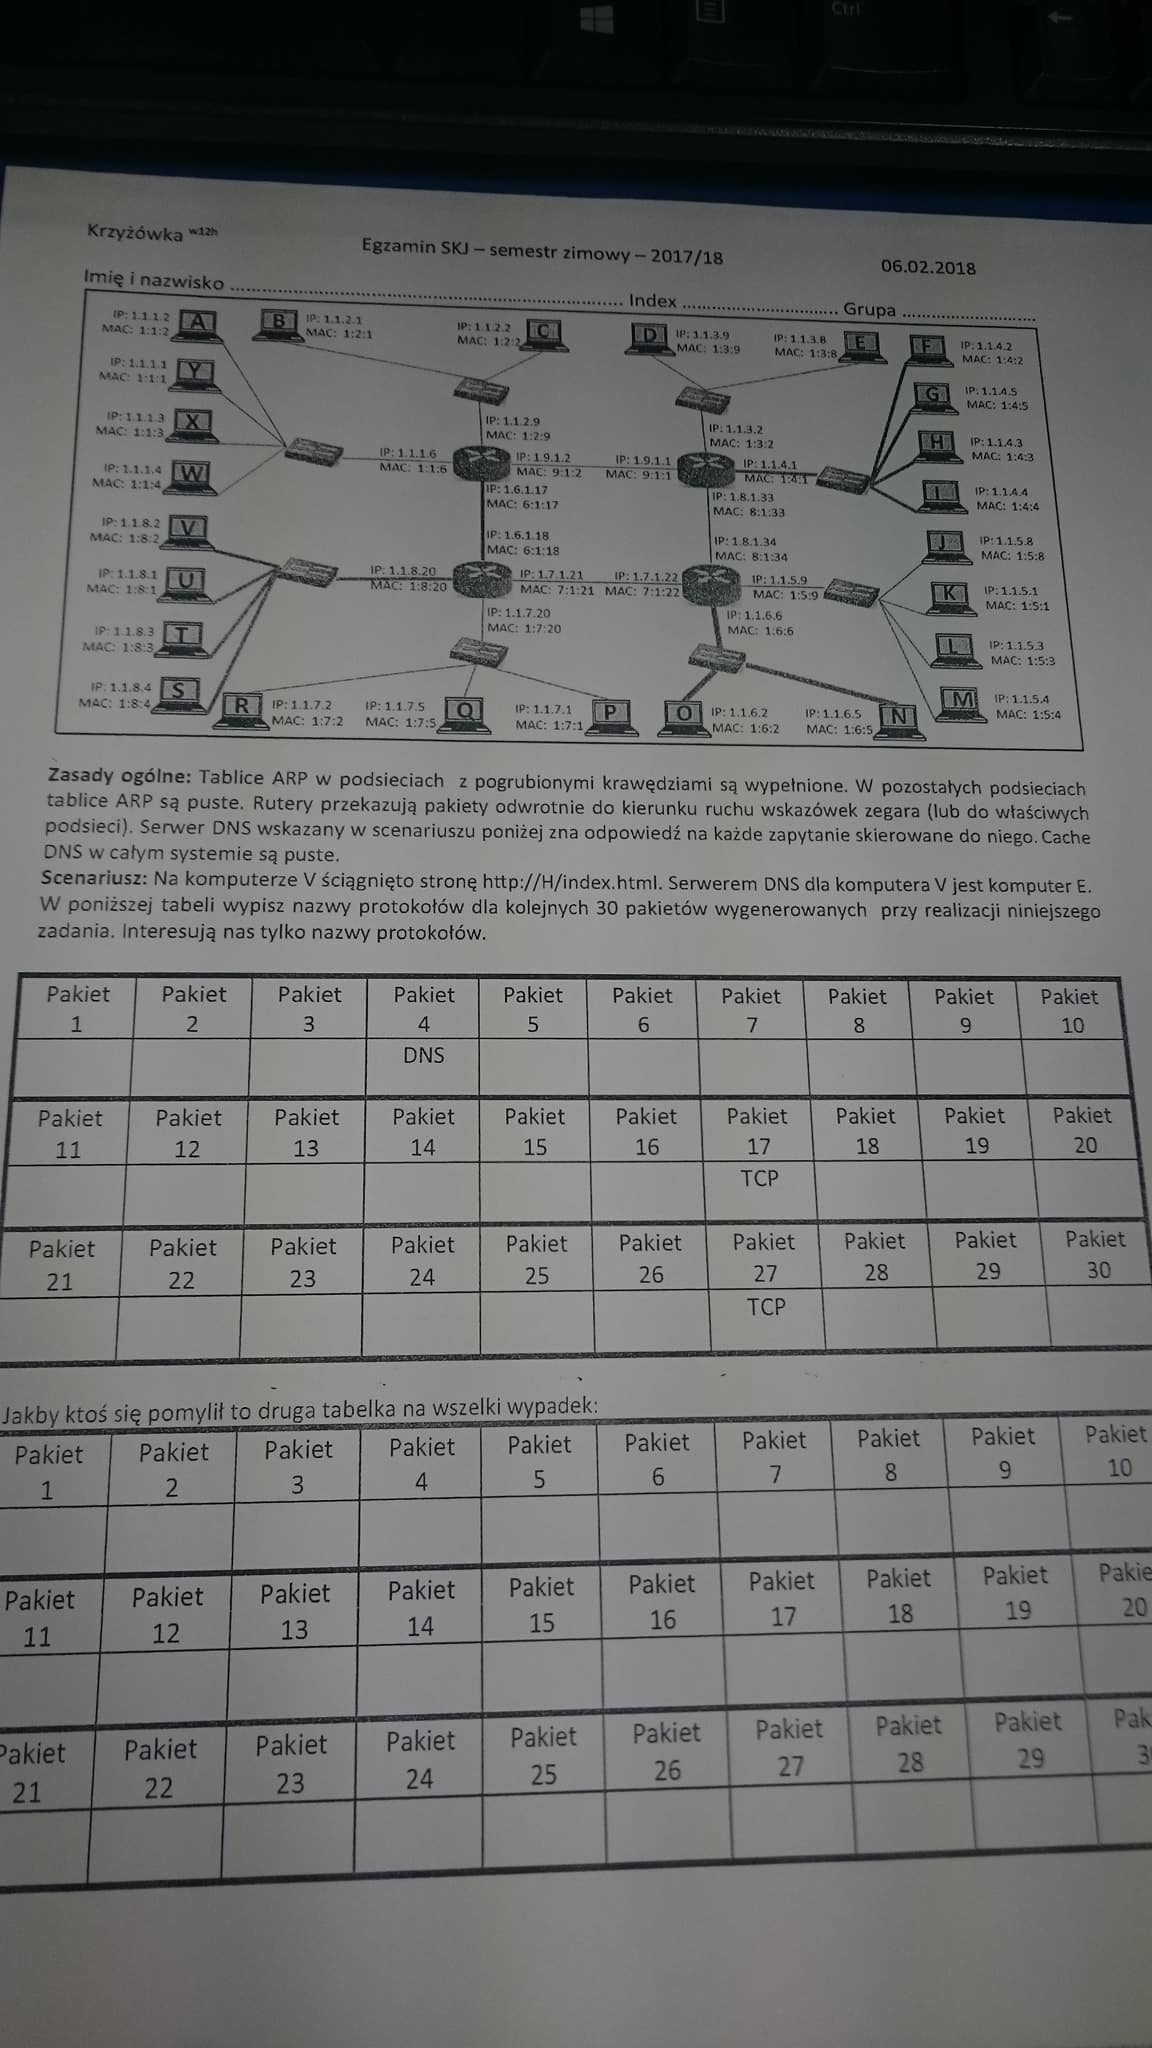 Ctrl
Krzyżówka w12h
Egzamin SKJ – semestr zimowy – 2017/18
06.02.2018
Imię i nazwisko ........................................ Index .............................. Grupa ..........................
IP: 1.1.1.2
MAC: 1:1:2
A
B
IP: 1.1.2.1
MAC: 1:2:1
IP: 1.1.2.2
MAC: 1:2:2
C
D
IP: 1.1.3.9
MAC: 1:3:9
IP: 1.1.3.8
MAC: 1:3:8
E
F
IP: 1.1.4.2
MAC: 1:4:2
IP: 1.1.1.1
MAC: 1:1:1
Y
G
IP: 1.1.4.5
MAC: 1:4:5
IP: 1.1.1.3
MAC: 1:1:3
X
IP: 1.1.2.9
MAC: 1:2:9
IP: 1.1.3.2
MAC: 1:3:2
H
IP: 1.1.4.3
MAC: 1:4:3
IP: 1.1.1.4
MAC: 1:1:4
W
IP: 1.1.1.6
MAC: 1:1:6
IP: 1.9.1.2
MAC: 9:1:2
IP: 1.9.1.1
MAC: 9:1:1
IP: 1.1.4.1
MAC: 1:4:1
I
IP: 1.1.4.4
MAC: 1:4:4
IP: 1.6.1.17
MAC: 6:1:17
IP: 1.8.1.33
MAC: 8:1:33
IP: 1.1.8.2
MAC: 1:8:2
V
IP: 1.6.1.18
MAC: 6:1:18
IP: 1.8.1.34
MAC: 8:1:34
J
IP: 1.1.5.8
MAC: 1:5:8
IP: 1.1.8.1
MAC: 1:8:1
U
IP: 1.1.8.20
MAC: 1:8:20
IP: 1.7.1.21
MAC: 7:1:21
IP: 1.7.1.22
MAC: 7:1:22
IP: 1.1.5.9
MAC: 1:5:9
K
IP: 1.1.5.1
MAC: 1:5:1
IP: 1.1.8.3
MAC: 1:8:3
T
IP: 1.1.7.20
MAC: 1:7:20
IP: 1.1.6.6
MAC: 1:6:6
L
IP: 1.1.5.3
MAC: 1:5:3
IP: 1.1.8.4
MAC: 1:8:4
S
R
IP: 1.1.7.2
MAC: 1:7:2
IP: 1.1.7.5
MAC: 1:7:5
Q
IP: 1.1.7.1
MAC: 1:7:1
P
O
IP: 1.1.6.2
MAC: 1:6:2
IP: 1.1.6.5
MAC: 1:6:5
N
M
IP: 1.1.5.4
MAC: 1:5:4
Zasady ogólne: Tablice ARP w podsieciach z pogrubionymi krawędziami są wypełnione. W pozostałych podsieciach
tablice ARP są puste. Rutery przekazują pakiety odwrotnie do kierunku ruchu wskazówek zegara (lub do właściwych
podsieci). Serwer DNS wskazany w scenariuszu poniżej zna odpowiedź na każde zapytanie skierowane do niego. Cache
DNS w całym systemie są puste.
Scenariusz: Na komputerze V ściągnięto stronę http://H/index.html. Serwerem DNS dla komputera V jest komputer E.
W poniższej tabeli wypisz nazwy protokołów dla kolejnych 30 pakietów wygenerowanych przy realizacji niniejszego
zadania. Interesują nas tylko nazwy protokołów.
Pakiet Pakiet Pakiet Pakiet Pakiet Pakiet Pakiet Pakiet Pakiet Pakiet
1 2 3 4 5 6 7 8 9 10
DNS
Pakiet Pakiet Pakiet Pakiet Pakiet Pakiet Pakiet Pakiet Pakiet Pakiet
11 12 13 14 15 16 17 18 19 20
TCP
Pakiet Pakiet Pakiet Pakiet Pakiet Pakiet Pakiet Pakiet Pakiet Pakiet
21 22 23 24 25 26 27 28 29 30
TCP
Jakby ktoś się pomylił to druga tabelka na wszelki wypadek:
Pakiet Pakiet Pakiet Pakiet Pakiet Pakiet Pakiet Pakiet Pakiet Pakiet
1 2 3 4 5 6 7 8 9 10
Pakiet Pakiet Pakiet Pakiet Pakiet Pakiet Pakiet Pakiet Pakiet Pakie
11 12 13 14 15 16 17 18 19 20
Pakiet Pakiet Pakiet Pakiet Pakiet Pakiet Pakiet Pakiet Pakiet Pak
21 22 23 24 25 26 27 28 29 3